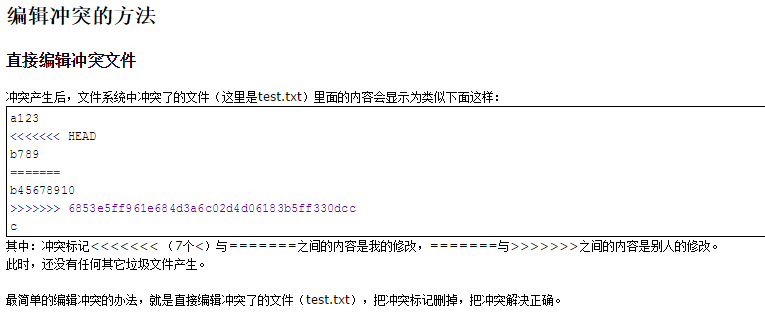 编辑冲突的方法
直接编辑冲突文件
冲突产生后，文件系统中冲突了的文件（这里是test.txt）里面的内容会显示为类似下面这样：
a123
<<<<<<< HEAD
b789
=======
b45678910
>>>>>>> 6853e5ff961e684d3a6c02d4d06183b5ff330dcc
c
其中：冲突标记<<<<<<< （7个<）与=======之间的内容是我的修改，=======与>>>>>>>之间的内容是别人的修改。
此时，还没有任何其它垃圾文件产生。
最简单的编辑冲突的办法，就是直接编辑冲突了的文件（test.txt），把冲突标记删掉，把冲突解决正确。